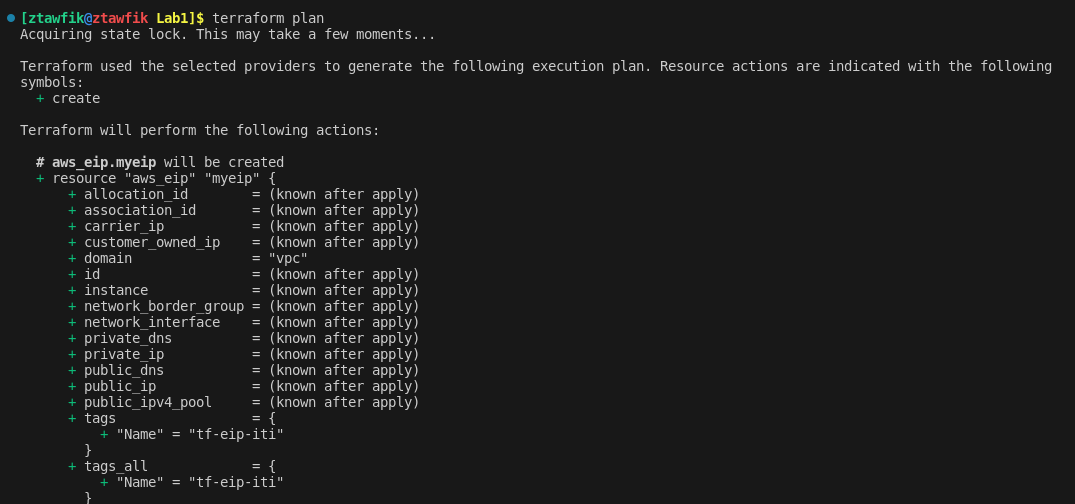 [ztawfik@ztawfik Lab1]$ terraform plan
Acquiring state lock. This may take a few moments...
Terraform used the selected providers to generate the following execution plan. Resource actions are indicated with the following
symbols:
+ create
Terraform will perform the following actions:
# aws_eip.myeip will be created
+ resource "aws_eip" "myeip" {
+ allocation_id        = (known after apply)
+ association_id       = (known after apply)
+ carrier_ip           = (known after apply)
+ customer_owned_ip    = (known after apply)
+ domain               = "vpc"
+ id                   = (known after apply)
+ instance             = (known after apply)
+ network_border_group = (known after apply)
+ network_interface    = (known after apply)
+ private_dns          = (known after apply)
+ private_ip           = (known after apply)
+ public_dns           = (known after apply)
+ public_ip            = (known after apply)
+ public_ipv4_pool     = (known after apply)
+ tags                 = {
+ "Name" = "tf-eip-iti"
}
+ tags_all             = {
+ "Name" = "tf-eip-iti"
}